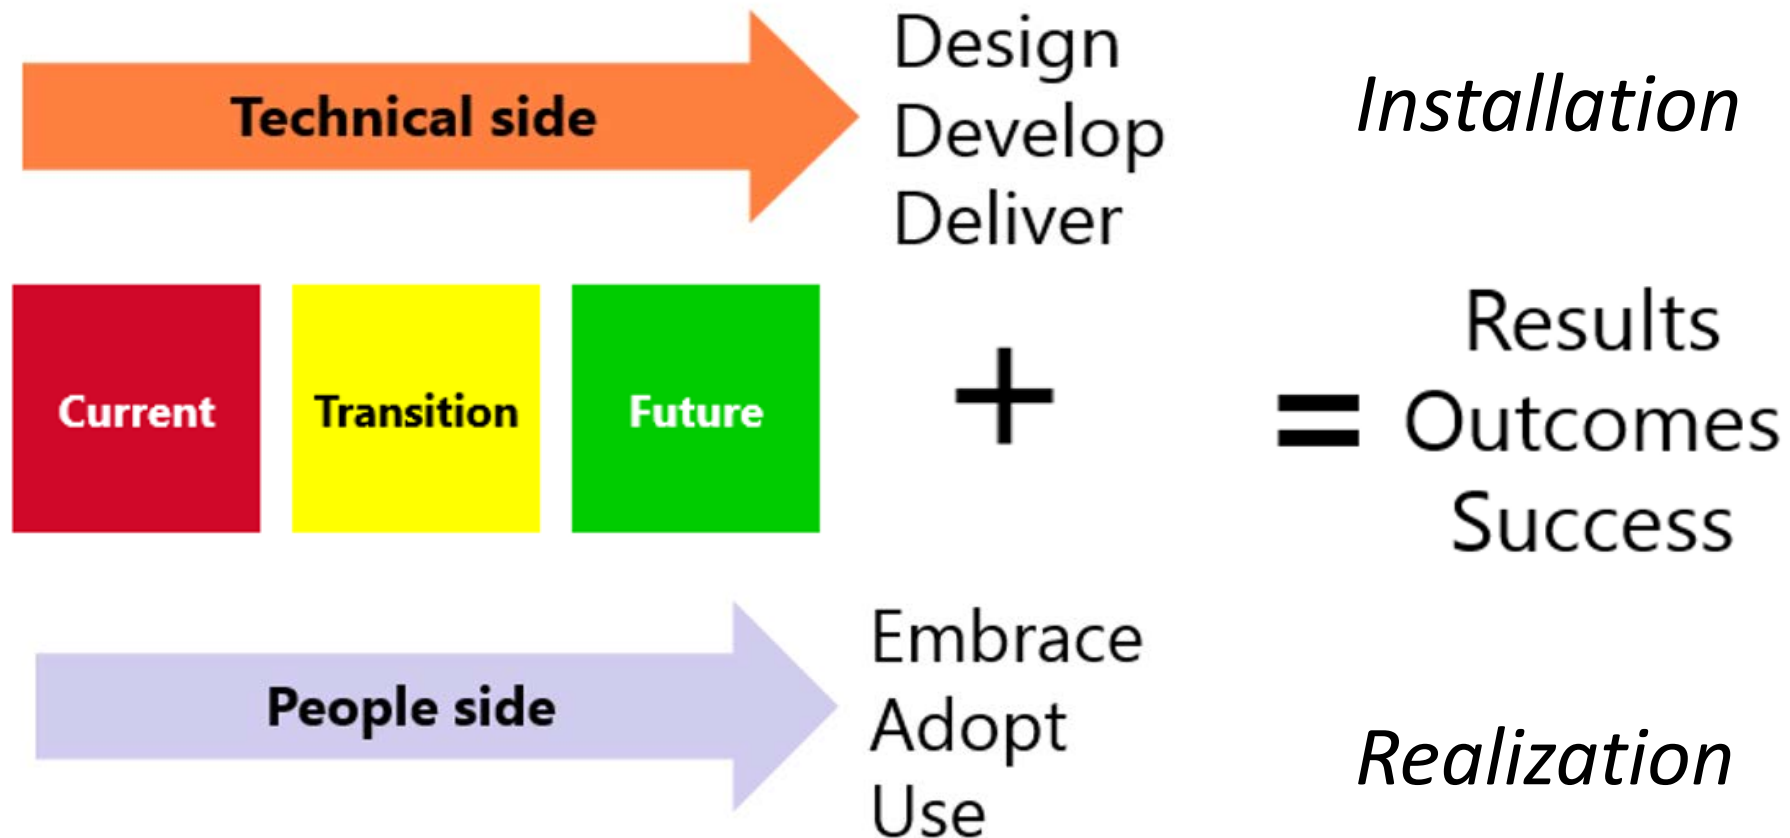 Technical side
Design
Develop
Deliver
Installation
Current
Transition
Future
+
=
Results
Outcomes
Success
People side
Embrace
Adopt
Use
Realization